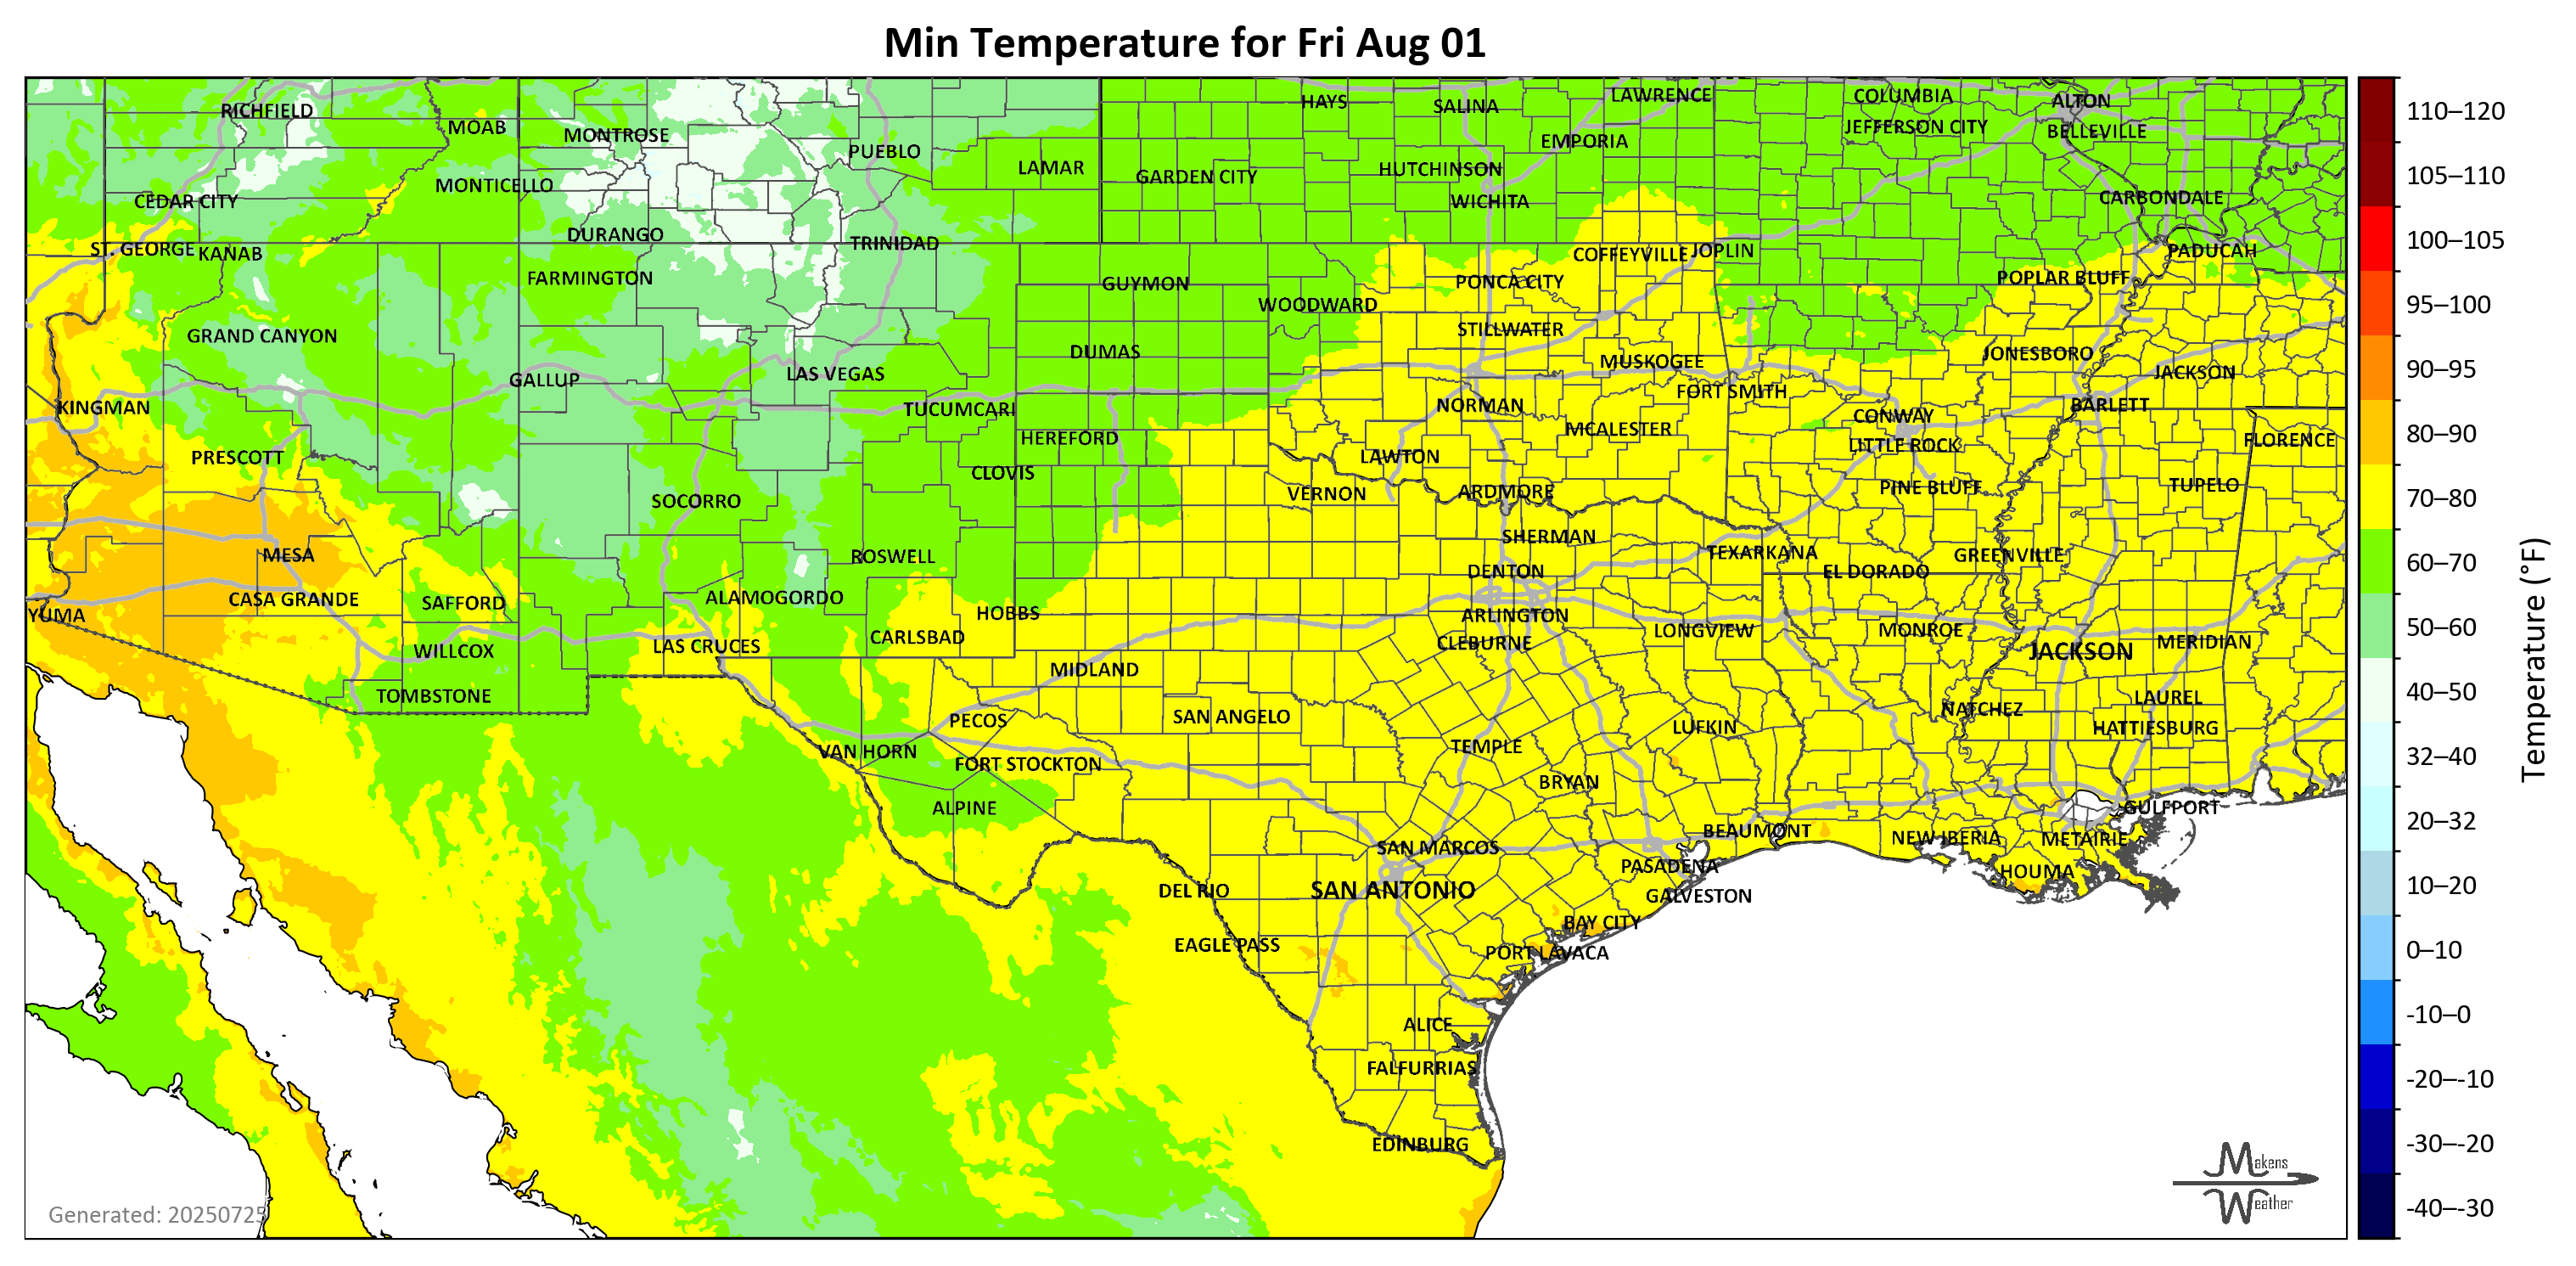 Min Temperature for Fri Aug 01
RICHFIELD
MOAB
MONTROSE
PUEBLO
LAMAR
HAYS
SALINA
LAWRENCE
COLUMBIA
ALTON
JEFFERSON CITY
BELLEVILLE
EMPORIA
HUTCHINSON
GARDEN CITY
MONTICELLO
CEDAR CITY
WICHITA
CARBONDALE
DURANGO
TRINIDAD
ST. GEORGE
KANAB
COFFEYVILLE
JOPLIN
PADUCAH
FARMINGTON
GUYMON
PONCA CITY
POPLAR BLUFF
WOODWARD
GRAND CANYON
STILLWATER
DUMAS
MUSKOGEE
JONESBORO
GALLUP
LAS VEGAS
FORT SMITH
JACKSON
KINGMAN
TUCUMCARI
NORMAN
CONWAY
BARLETT
HEREFORD
MCALESTER
LITTLE ROCK
FLORENCE
PRESCOTT
CLOVIS
LAWTON
SOCORRO
VERNON
ARDMORE
PINE BLUFF
TUPELO
MESA
ROSWELL
SHERMAN
TEXARKANA
GREENVILLE
CASA GRANDE
SAFFORD
ALAMOGORDO
DENTON
EL DORADO
YUMA
HOBBS
ARLINGTON
WILLCOX
LAS CRUCES
CARLSBAD
CLEBURNE
LONGVIEW
MONROE
JACKSON
MERIDIAN
MIDLAND
TOMBSTONE
PECOS
SAN ANGELO
LUFKIN
NATCHEZ
LAUREL
HATTIESBURG
VAN HORN
FORT STOCKTON
TEMPLE
BRYAN
ALPINE
BEAUMONT
GULFPORT
NEW IBERIA
METAIRIE
SAN MARCOS
PASADENA
HOUMA
DEL RIO
SAN ANTONIO
GALVESTON
EAGLE PASS
BAY CITY
PORT LAVACA
ALICE
FALFURRIAS
EDINBURG
Generated: 20250725
Makens
Weather
110–120
105–110
100–105
95–100
90–95
80–90
70–80
60–70
50–60
40–50
32–40
20–32
10–20
0–10
-10–0
-20–-10
-30–-20
-40–-30
Temperature (°F)